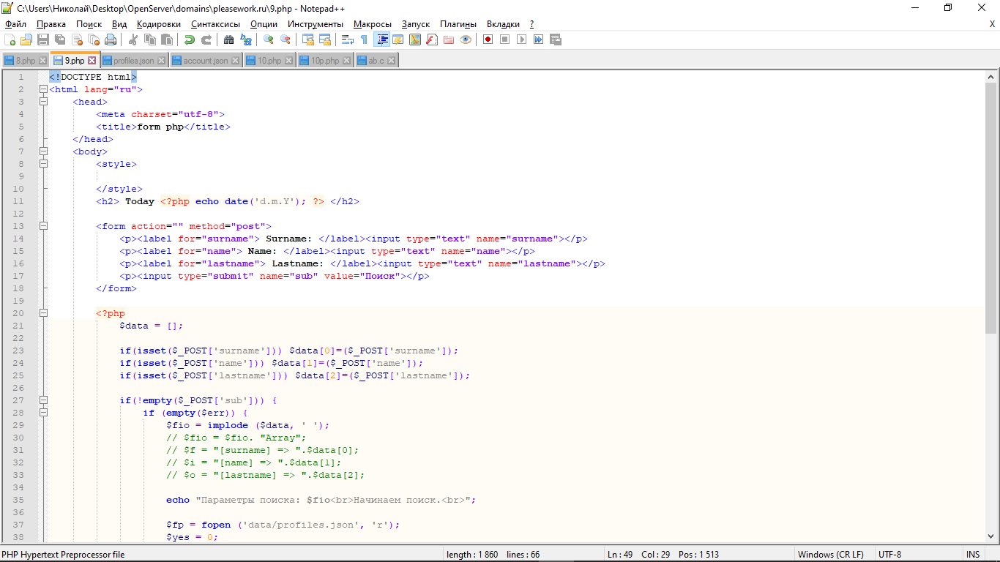 C:\Users\Николай\Desktop\OpenServer\domains\pleasework.ru\9.php - Notepad++
Файл Правка Поиск Вид Кодировки Синтаксисы Опции Инструменты Макросы Запуск Плагины Вкладки ? X
8.php 9.php profiles.json account.json 10.php 10p.php ab.c
1 <!DOCTYPE html>
2 <html lang="ru">
3 <head>
4 <meta charset="utf-8">
5 <title>form php</title>
6 </head>
7 <body>
8 <style>
9
10 </style>
11 <h2> Today <?php echo date('d.m.Y'); ?> </h2>
12
13 <form action="" method="post">
14 <p><label for="surname"> Surname: </label><input type="text" name="surname"></p>
15 <p><label for="name"> Name: </label><input type="text" name="name"></p>
16 <p><label for="lastname"> Lastname: </label><input type="text" name="lastname"></p>
17 <p><input type="submit" name="sub" value="Поиск"></p>
18 </form>
19
20 <?php
21 $data = [];
22
23 if(isset($_POST['surname'])) $data[0]=($_POST['surname']);
24 if(isset($_POST['name'])) $data[1]=($_POST['name']);
25 if(isset($_POST['lastname'])) $data[2]=($_POST['lastname']);
26
27 if(!empty($_POST['sub'])) {
28 if (empty($err)) {
29 $fio = implode ($data, ' ');
30 // $fio = $fio. "Array";
31 // $f = "[surname] => ".$data[0];
32 // $i = "[name] => ".$data[1];
33 // $o = "[lastname] => ".$data[2];
34
35 echo "Параметры поиска: $fio<br>Начинаем поиск.<br>";
36
37 $fp = fopen ('data/profiles.json', 'r');
38 $yes = 0;
PHP Hypertext Preprocessor file length : 1 860 lines : 66 Ln : 49 Col : 29 Pos : 1 513 Windows (CR LF) UTF-8 INS